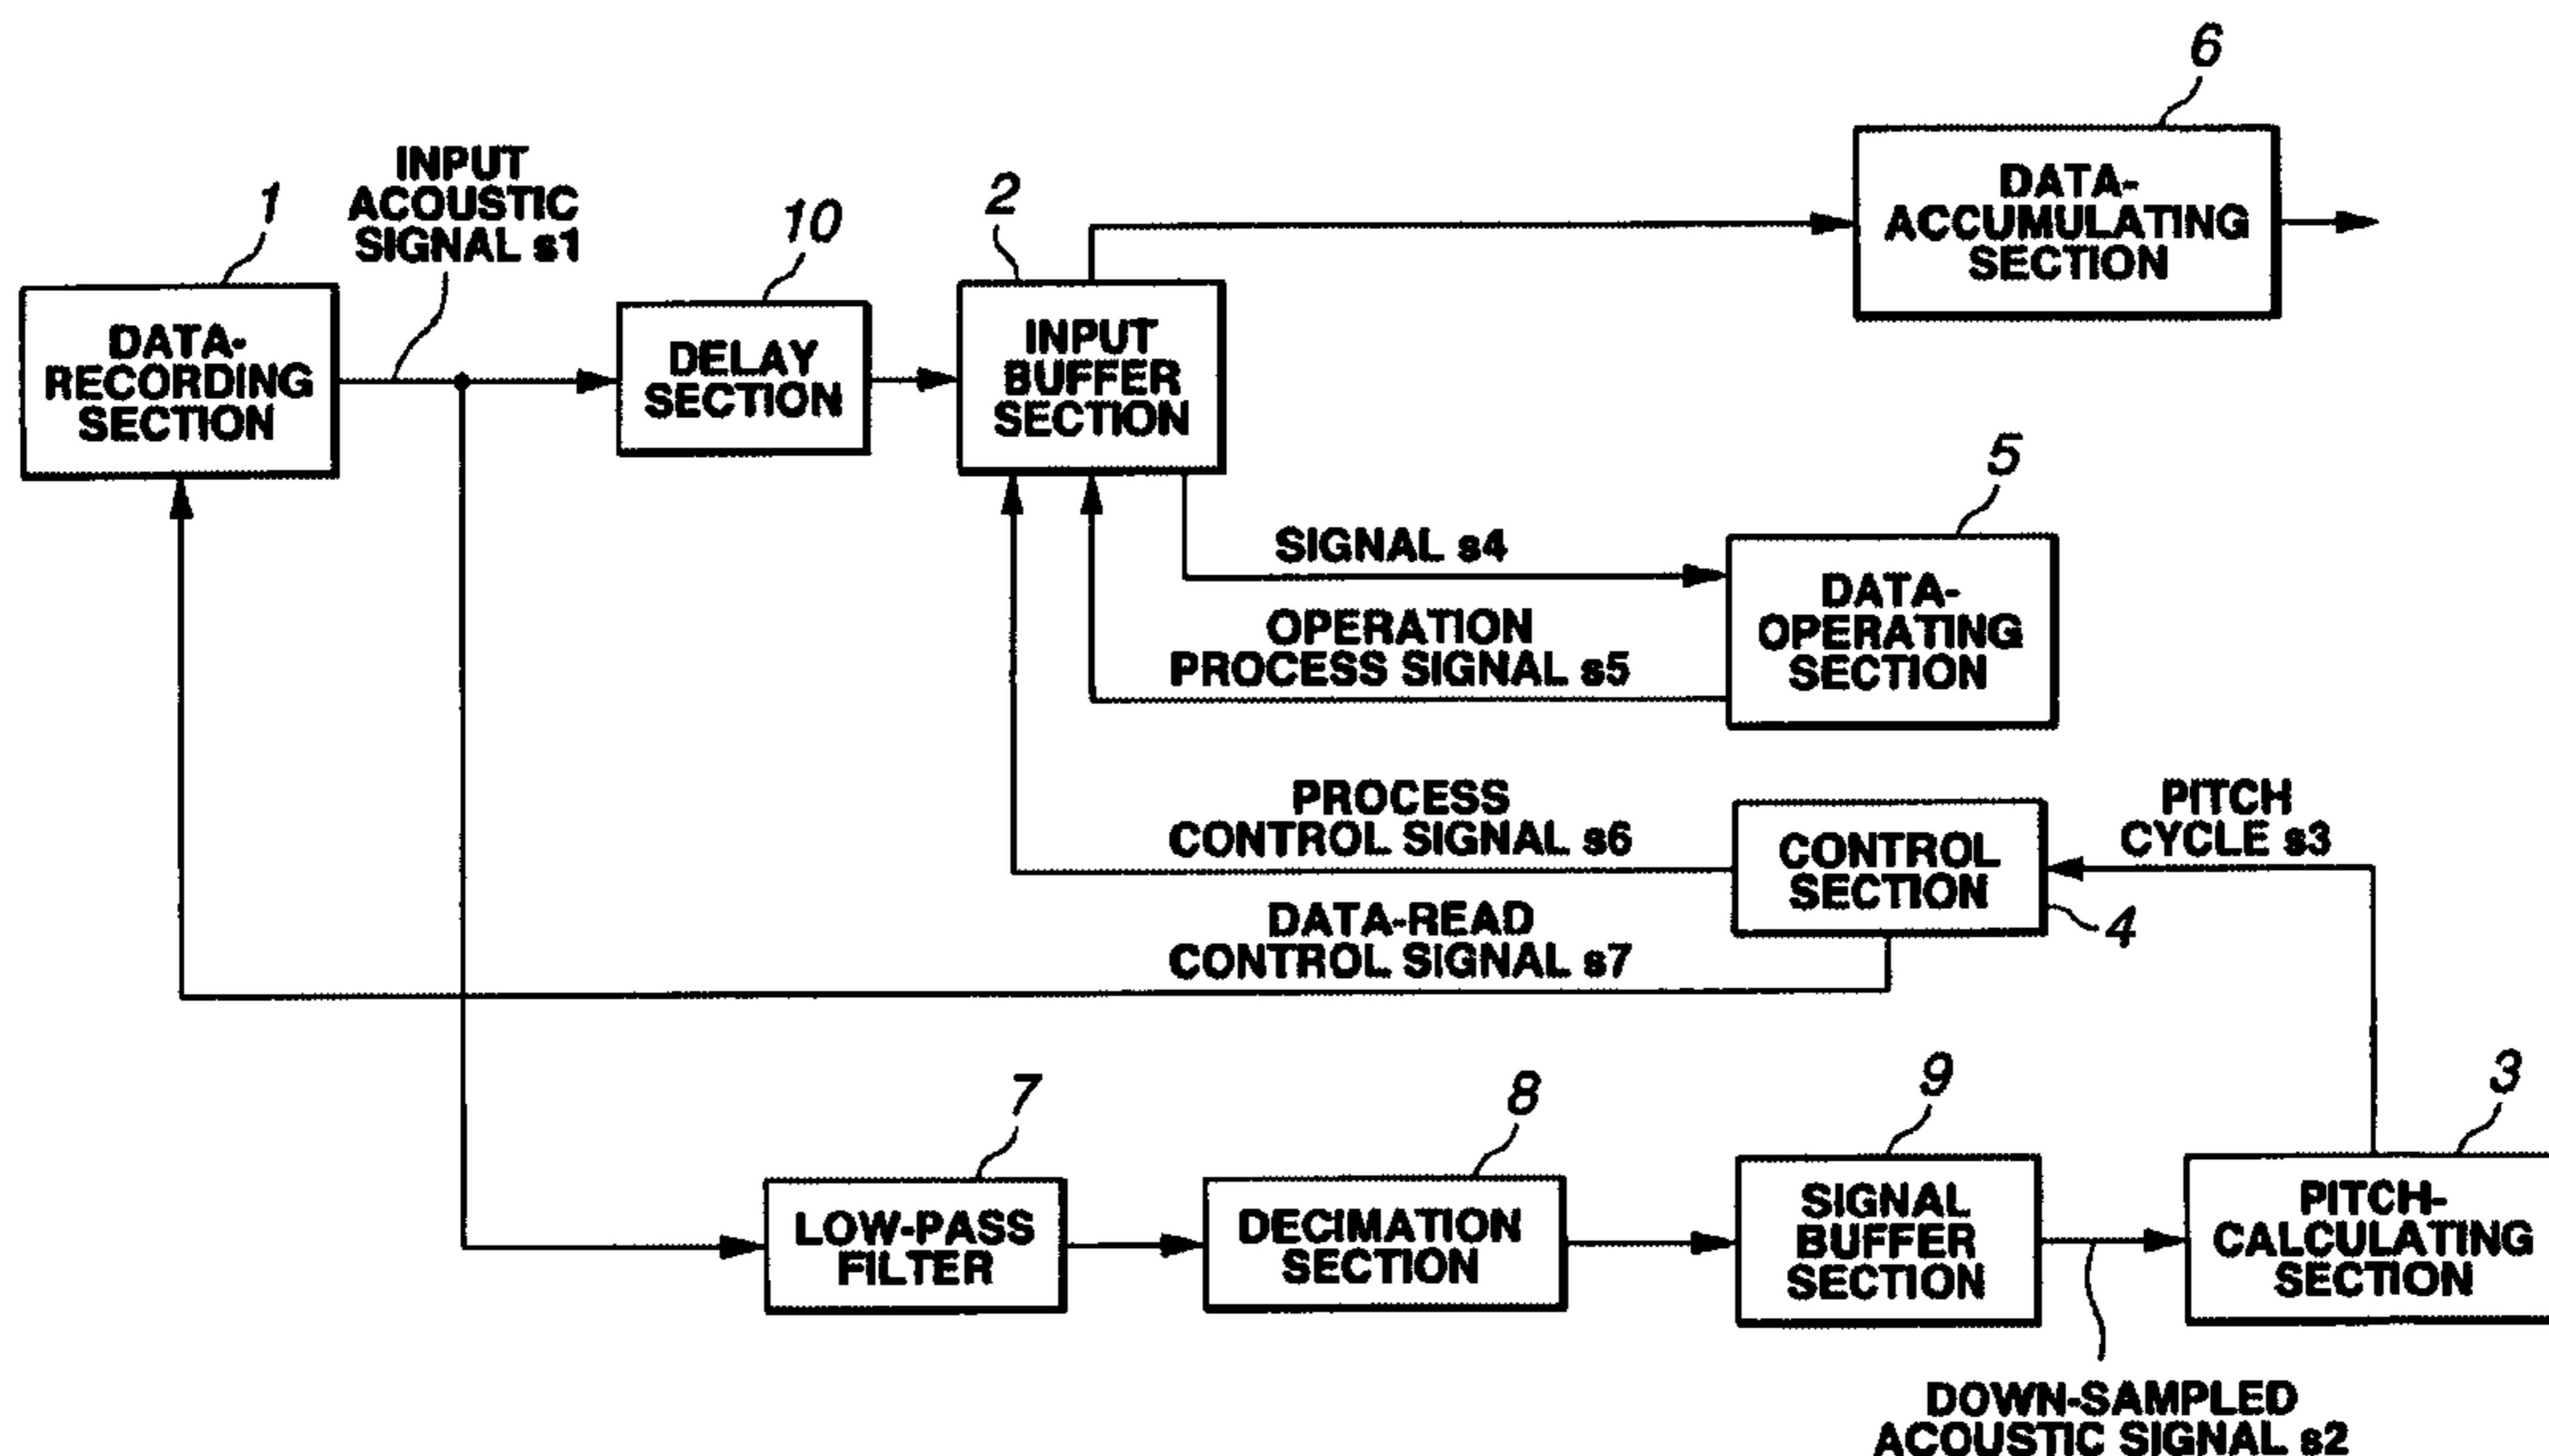 6
INPUT
ACOUSTIC
SIGNAL s1
1
10
2
DATA-
ACCUMULATING
SECTION
DATA-
RECORDING
SECTION
DELAY
SECTION
INPUT
BUFFER
SECTION
5
SIGNAL s4
OPERATION
PROCESS SIGNAL s5
DATA-
OPERATING
SECTION
PROCESS
CONTROL SIGNAL s6
CONTROL
SECTION
PITCH
CYCLE s3
4
DATA-READ
CONTROL SIGNAL s7
7
8
9
3
LOW-PASS
FILTER
DECIMATION
SECTION
SIGNAL
BUFFER
SECTION
PITCH-
CALCULATING
SECTION
DOWN-SAMPLED
ACOUSTIC SIGNAL s2